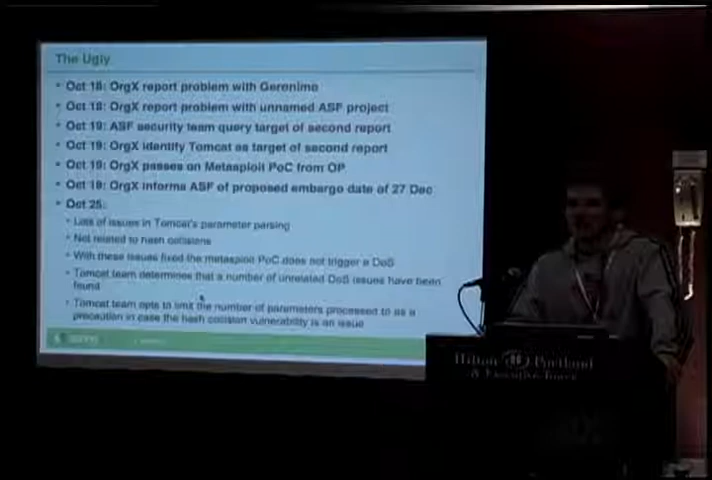 The Ugly
Oct 18: OrgX report problem with Geronimo
Oct 18: OrgX report problem with unnamed ASF project
Oct 19: ASF security team query target of second report
Oct 19: OrgX identify Tomcat as target of second report
Oct 19: OrgX passes on Metasploit PoC from OP
Oct 19: OrgX informs ASF of proposed embargo date of 27 Dec
Oct 25:
Lots of issues in Tomcat's parameter parsing
Not related to hash collisions
With these issues fixed the metasploit PoC does not trigger a DoS
Tomcat team determines that a number of unrelated DoS issues have been
found
Tomcat team opts to limit the number of parameters processed to as a
precaution in case the hash collision vulnerability is an issue
Hilton Portland
& Executive Tower